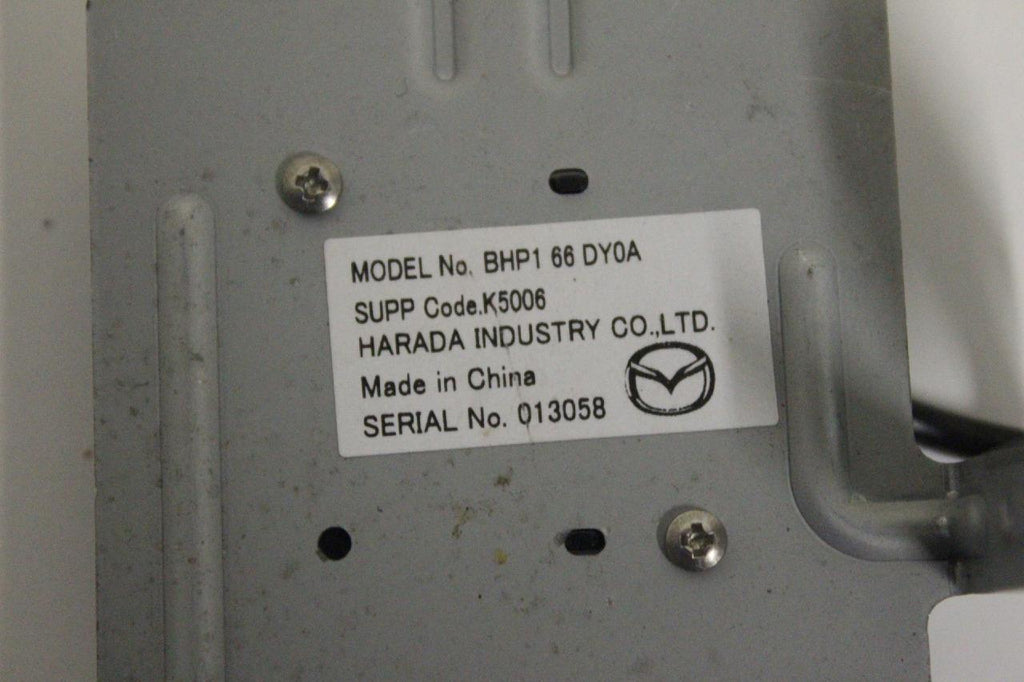 MODEL No. BHP1 66 DY0A
SUPP Code.K5006
HARADA INDUSTRY CO.,LTD.
Made in China
SERIAL No. 013058